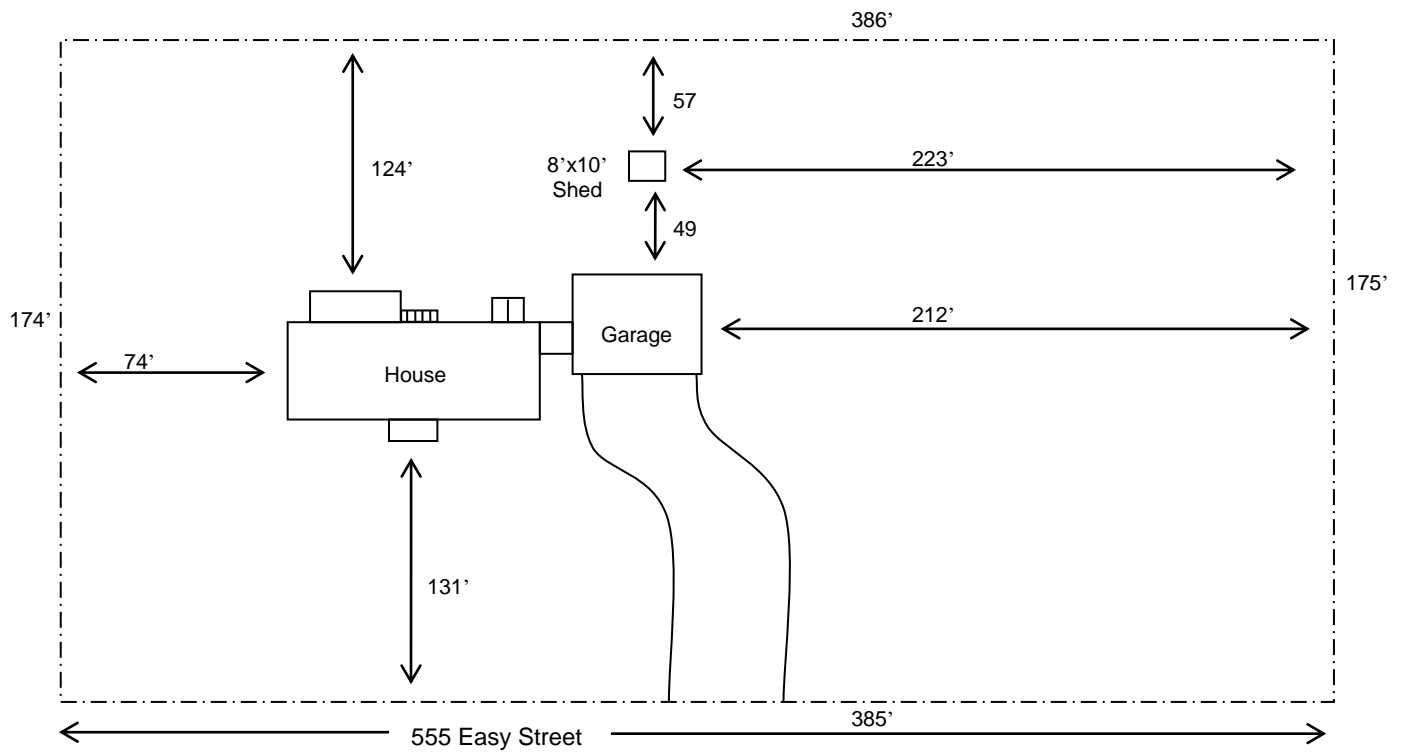 386’
57
124’
8’x10’
Shed
223’
49
175’
174’
Garage
212’
74’
House
131’
385’
555 Easy Street